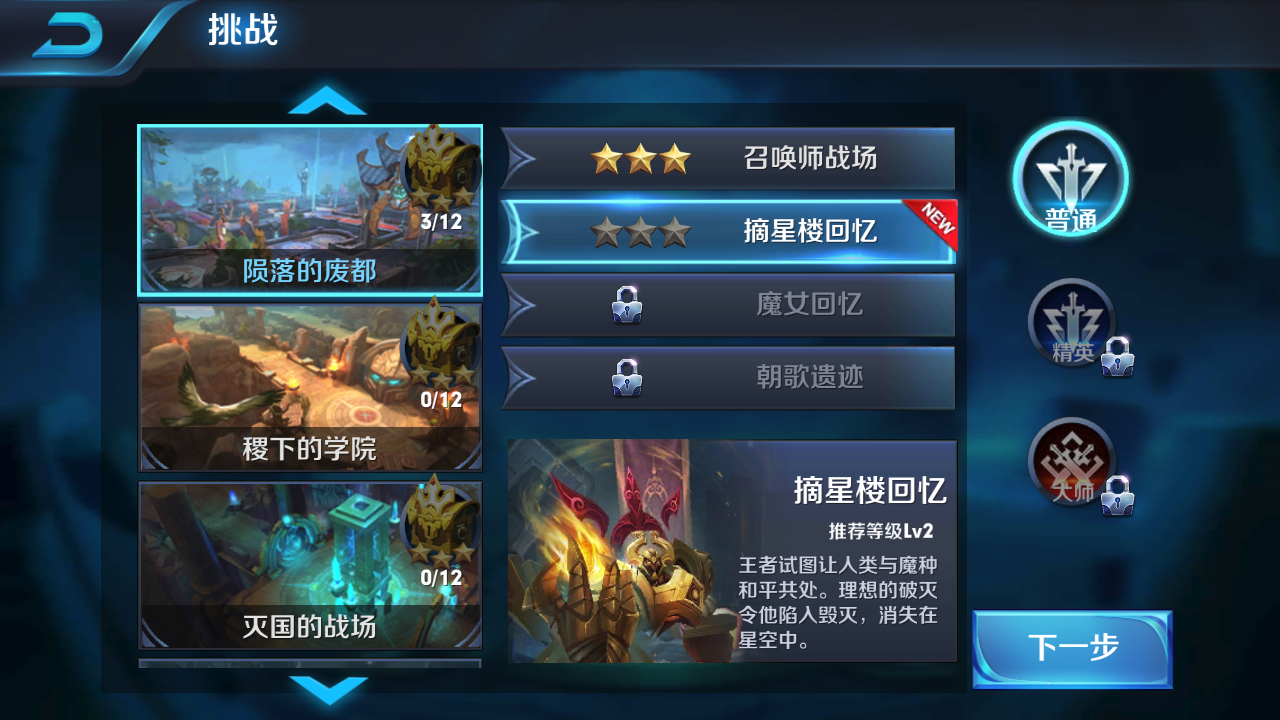 挑战
3/12
陨落的废都
0/12
稷下的学院
0/12
灭国的战场
召唤师战场
摘星楼回忆
NEW
魔女回忆
朝歌遗迹
摘星楼回忆
推荐等级Lv2
王者试图让人类与魔种
和平共处。理想的破灭
令他陷入毁灭，消失在
星空中。
普通
精英
大师
下一步